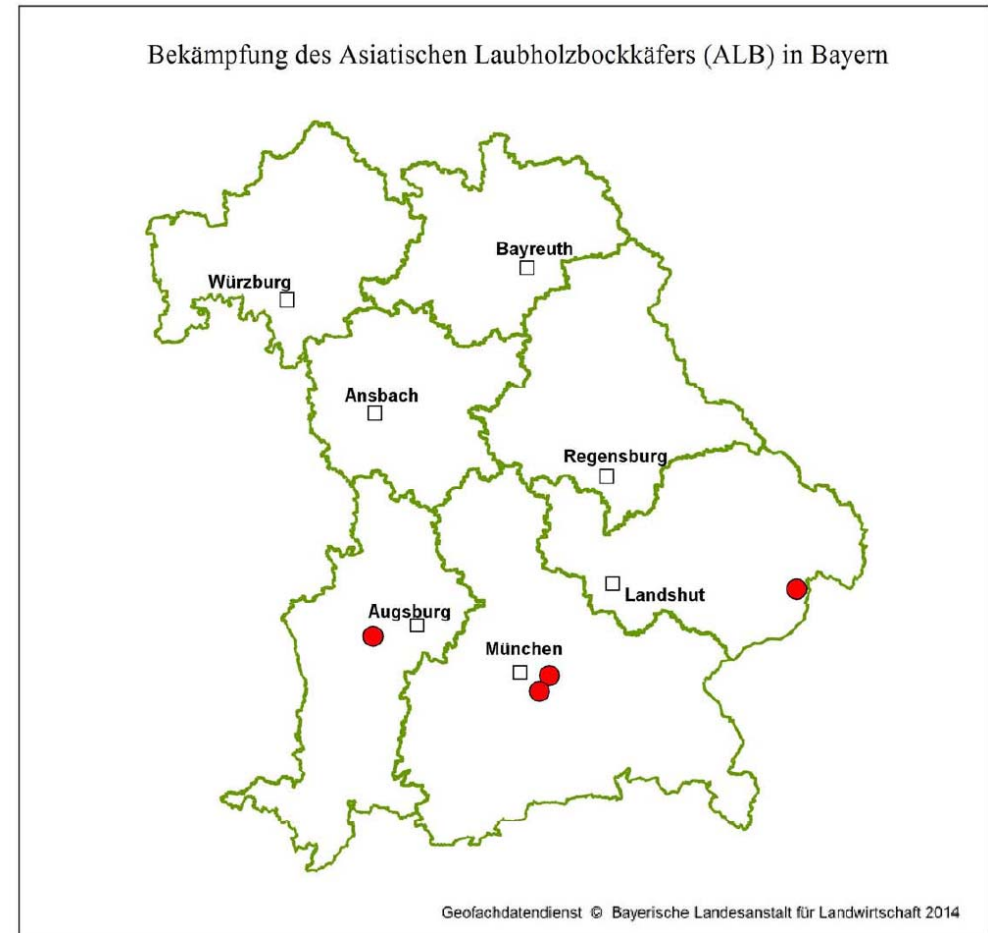 Bekämpfung des Asiatischen Laubholzbockkäfers (ALB) in Bayern
Bayreuth
Würzburg
Ansbach
Regensburg
Landshut
Augsburg
München
Geofachdatendienst © Bayerische Landesanstalt für Landwirtschaft 2014